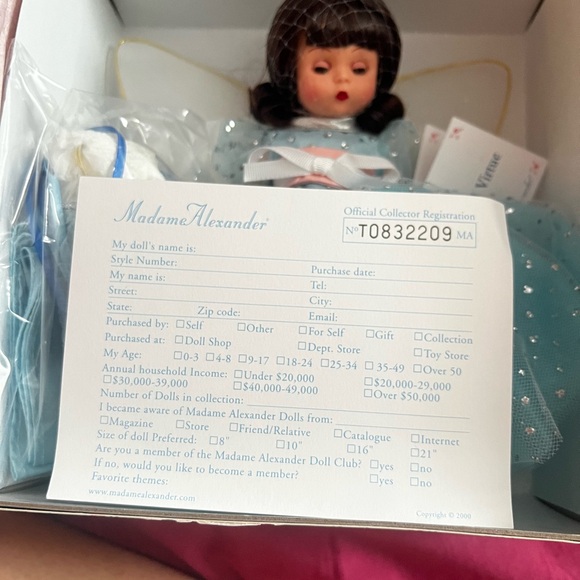 Virtue
Madame Alexander®
Official Collector Registration
No T0832209 MA
My doll's name is:
Style Number: Purchase date:
My name is: Tel:
Street: City:
State: Zip code: Email:
Purchased by: □Self □Other □For Self □Gift □Collection
Purchased at: □Doll Shop □Dept. Store □Toy Store
My Age: □0-3 □4-8 □9-17 □18-24 □25-34 □35-49 □Over 50
Annual household Income: □Under $20,000 □$20,000-29,000
□$30,000-39,000 □$40,000-49,000 □Over $50,000
Number of Dolls in collection:
I became aware of Madame Alexander Dolls from:
□Magazine □Store □Friend/Relative □Catalogue □Internet
Size of doll Preferred: □8" □10" □16" □21"
Are you a member of the Madame Alexander Doll Club? □yes □no
If no, would you like to become a member? □yes □no
Favorite themes:
www.madamealexander.com
Copyright © 2000